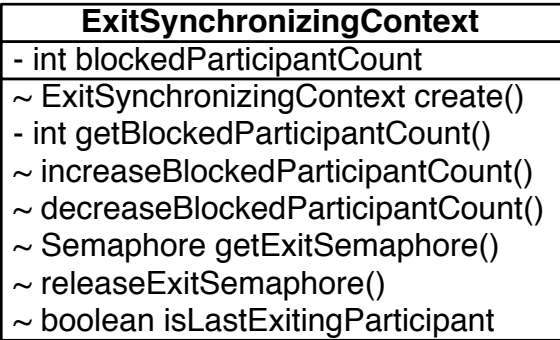 ExitSynchronizingContext
- int blockedParticipantCount
~ ExitSynchronizingContext create()
- int getBlockedParticipantCount()
~ increaseBlockedParticipantCount()
~ decreaseBlockedParticipantCount()
~ Semaphore getExitSemaphore()
~ releaseExitSemaphore()
~ boolean isLastExitingParticipant